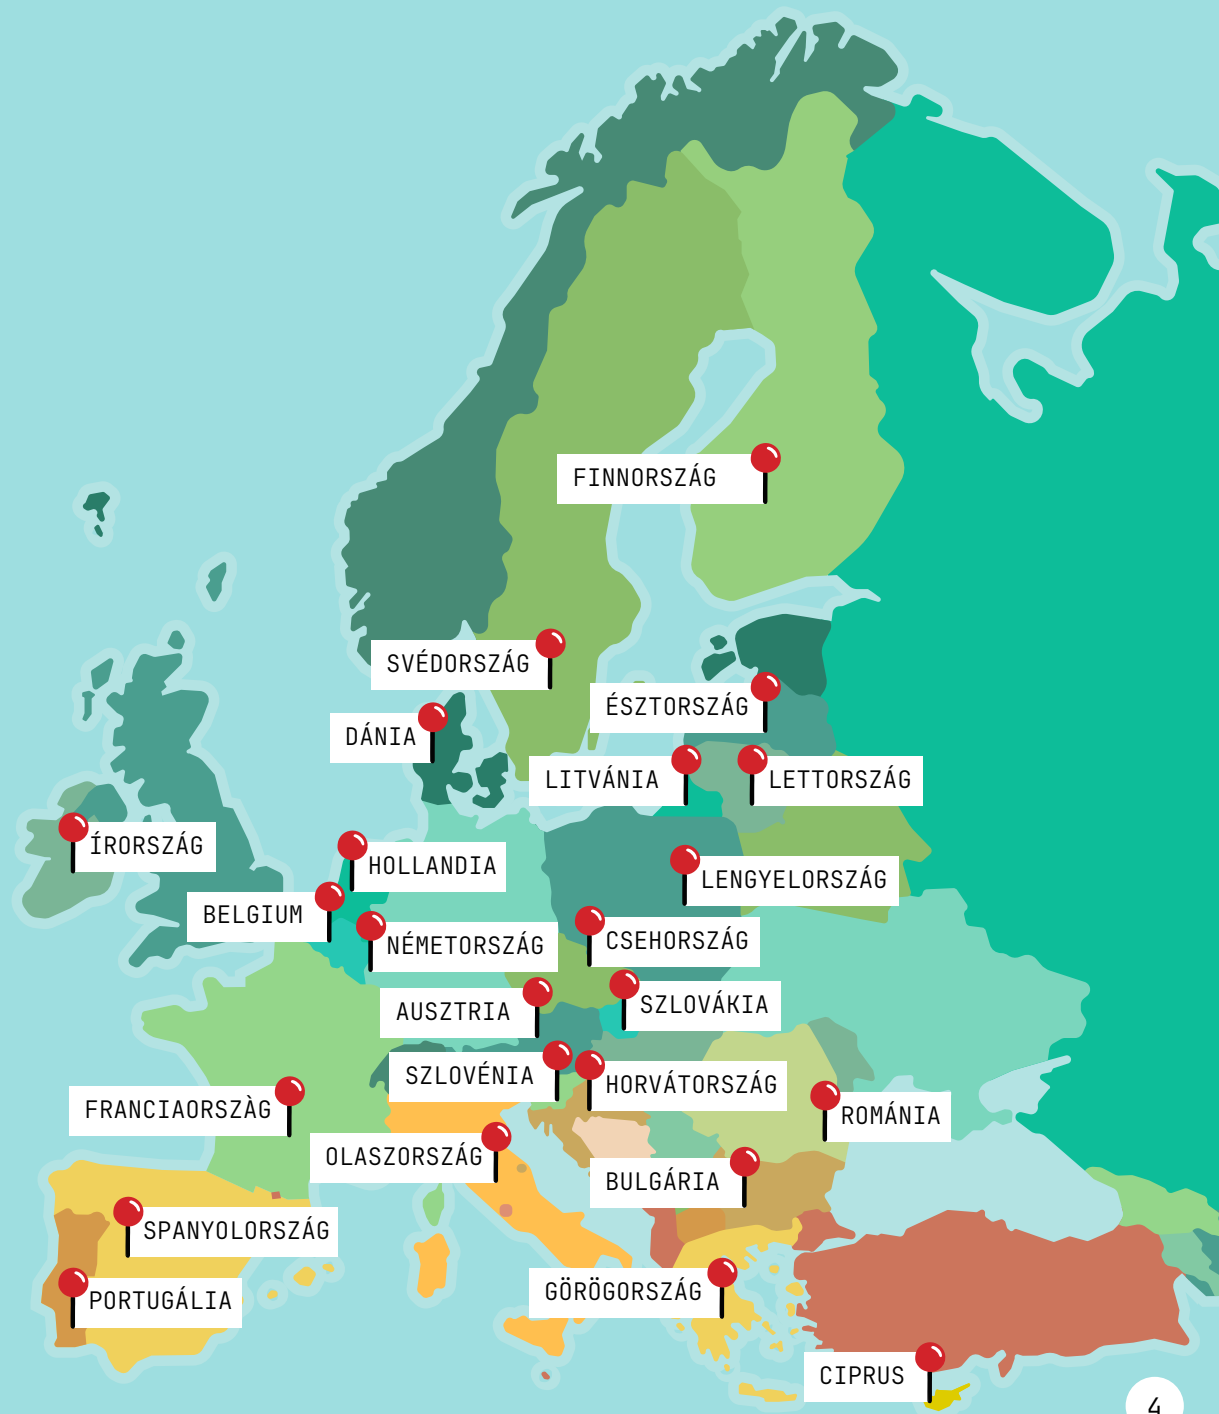 FINNORSZÁG
SVÉDORSZÁG
ÉSZTORSZÁG
DÁNIA
LITVÁNIA
LETTORSZÁG
ÍRORSZÁG
HOLLANDIA
LENGYELORSZÁG
BELGIUM
NÉMETORSZÁG
CSEHORSZÁG
AUSZTRIA
SZLOVÁKIA
SZLOVÉNIA
HORVÁTORSZÁG
FRANCIAORSZÀG
ROMÁNIA
OLASZORSZÁG
BULGÁRIA
SPANYOLORSZÁG
PORTUGÁLIA
GÖRÖGORSZÁG
CIPRUS
4